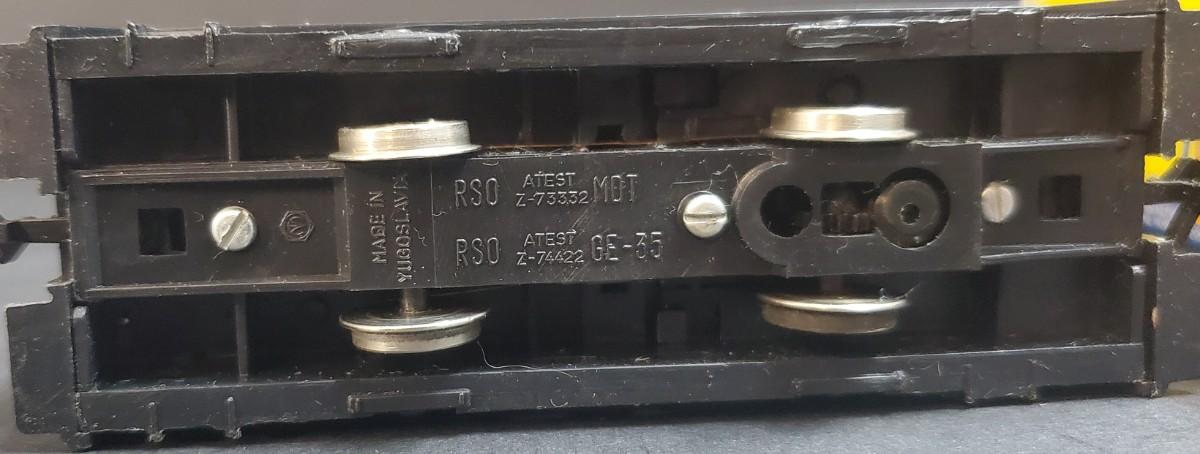 MADE IN
YUGOSLAVIA
RSO ATEST Z-73332 MDT
RSO ATEST Z-74422 GE-35